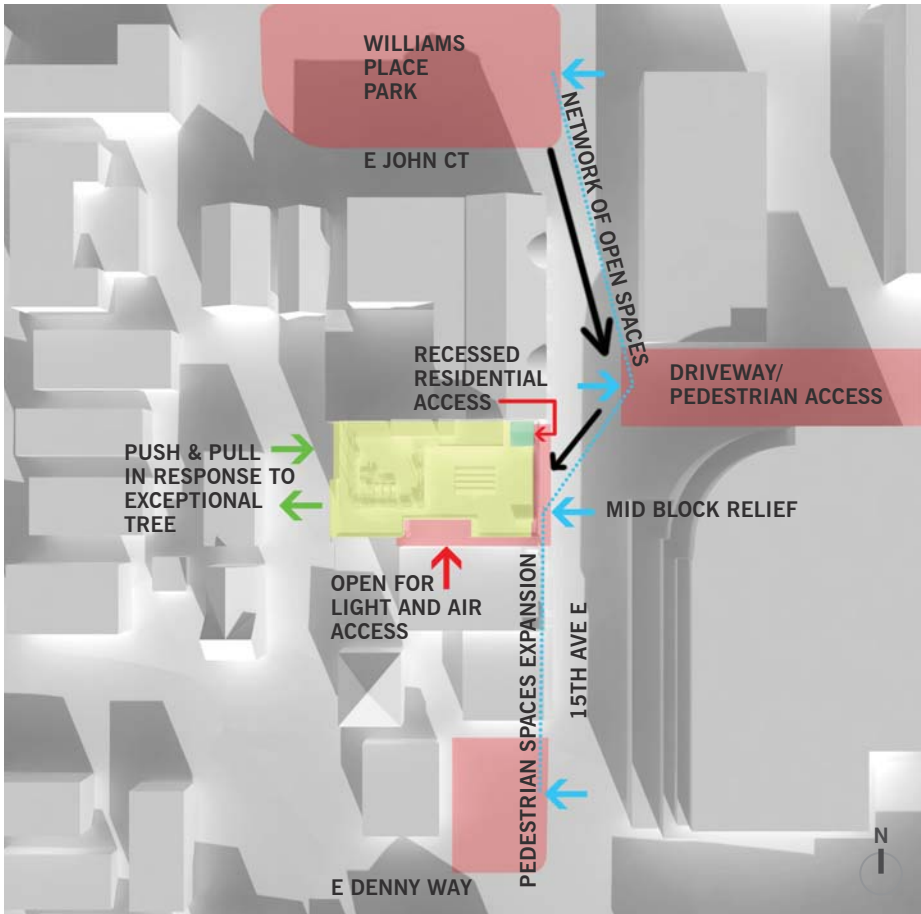 WILLIAMS
PLACE
PARK
E JOHN CT
NETWORK OF OPEN SPACES
RECESSED
RESIDENTIAL
ACCESS
DRIVEWAY/
PEDESTRIAN ACCESS
PUSH & PULL
IN RESPONSE TO
EXCEPTIONAL
TREE
MID BLOCK RELIEF
OPEN FOR
LIGHT AND AIR
ACCESS
PEDESTRIAN SPACES EXPANSION
15TH AVE E
E DENNY WAY
N